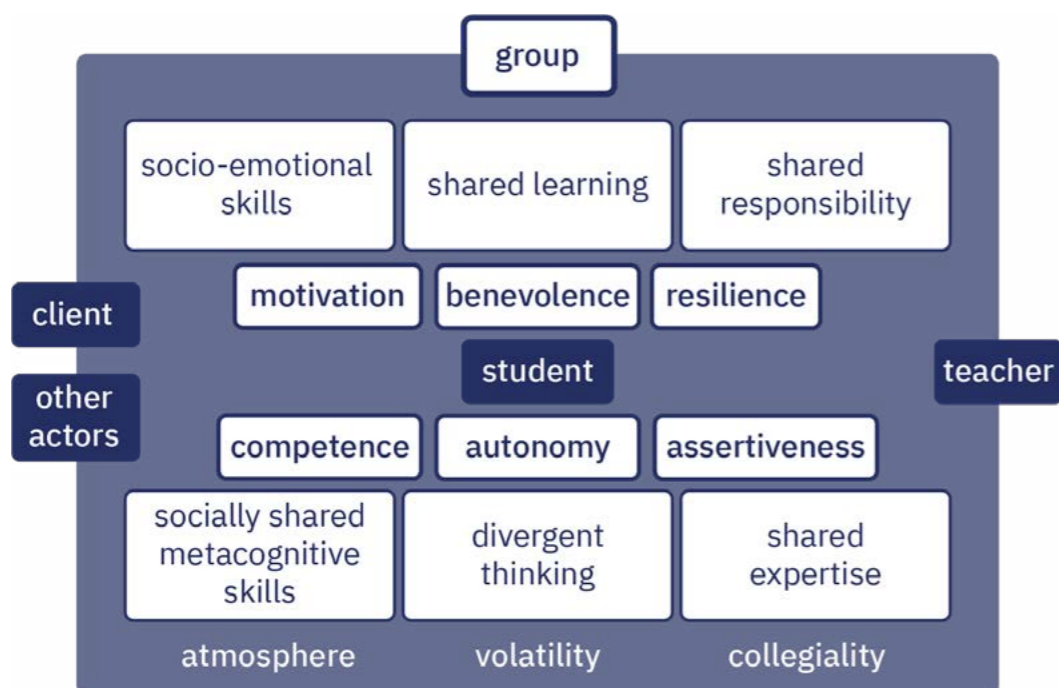 group
socio-emotional
skills
shared learning
shared
responsibility
motivation
benevolence
resilience
client
student
teacher
other
actors
competence
autonomy
assertiveness
socially shared
metacognitive
skills
divergent
thinking
shared
expertise
atmosphere
volatility
collegiality